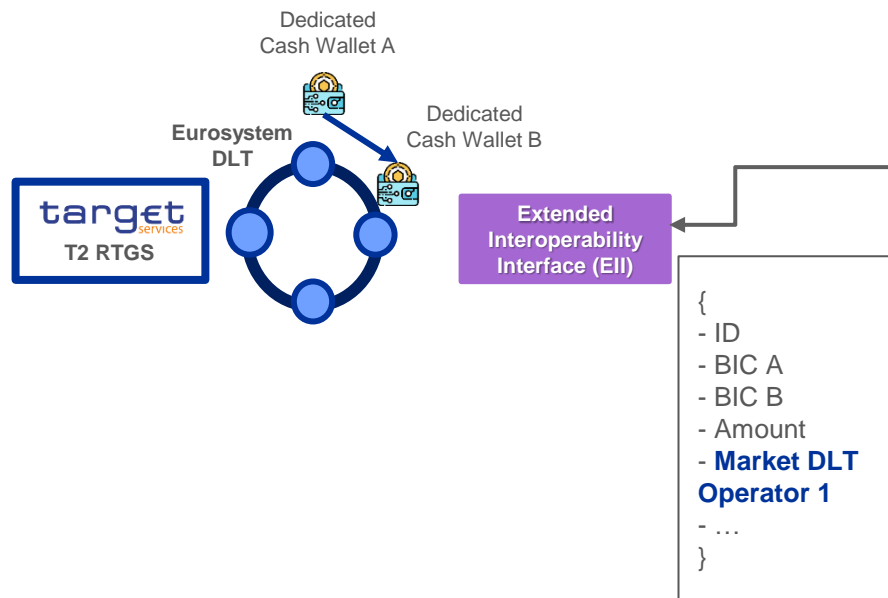 Dedicated
Cash Wallet A
Dedicated
Cash Wallet B
Eurosystem
DLT
target
services
T2 RTGS
Extended
Interoperability
Interface (EII)
{
- ID
- BIC A
- BIC B
- Amount
- Market DLT
Operator 1
- …
}